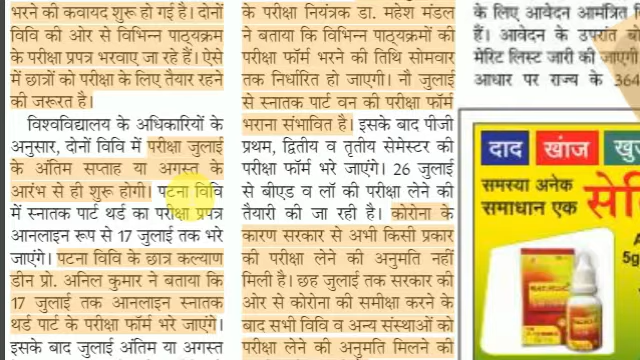 भरने की कवायद शुरू हो गई है। दोनों
विवि की ओर से विभिन्न पाठ्यक्रम
के परीक्षा प्रपत्र भरवाए जा रहे हैं। ऐसे
में छात्रों को परीक्षा के लिए तैयार रहने
की जरूरत है।
विश्वविद्यालय के अधिकारियों के
अनुसार, दोनों विवि में परीक्षा जुलाई
के अंतिम सप्ताह या अगस्त के
आरंभ से ही शुरू होगी। पटना विवि
में स्नातक पार्ट थर्ड का परीक्षा प्रपत्र
आनलाइन रूप से 17 जुलाई तक भरे
जाएंगे। पटना विवि के छात्र कल्याण
डीन प्रो. अनिल कुमार ने बताया कि
17 जुलाई तक आनलाइन स्नातक
थर्ड पार्ट के परीक्षा फॉर्म भरे जाएंगे।
इसके बाद जुलाई अंतिम या अगस्त
के परीक्षा नियंत्रक डा. महेश मंडल
ने बताया कि विभिन्न पाठ्यक्रमों की
परीक्षा फॉर्म भरने की तिथि सोमवार
तक निर्धारित हो जाएगी। नौ जुलाई
से स्नातक पार्ट वन की परीक्षा फॉर्म
भराना संभावित है। इसके बाद पीजी
प्रथम, द्वितीय व तृतीय सेमेस्टर की
परीक्षा फॉर्म भरे जाएंगे। 26 जुलाई
से बीएड व लॉ की परीक्षा लेने की
तैयारी की जा रही है। कोरोना के
कारण सरकार से अभी किसी प्रकार
की परीक्षा लेने की अनुमति नहीं
मिली है। छह जुलाई तक सरकार की
ओर से कोरोना की समीक्षा करने के
बाद सभी विवि व अन्य संस्थाओं को
परीक्षा लेने की अनुमति मिलने की
के लिए आवेदन आमंत्रित
हैं। आवेदन के उपरांत
मेरिट लिस्ट जारी की जाएगी
आधार पर राज्य के 364
दाद खांज
समस्या अनेक
समाधान एक